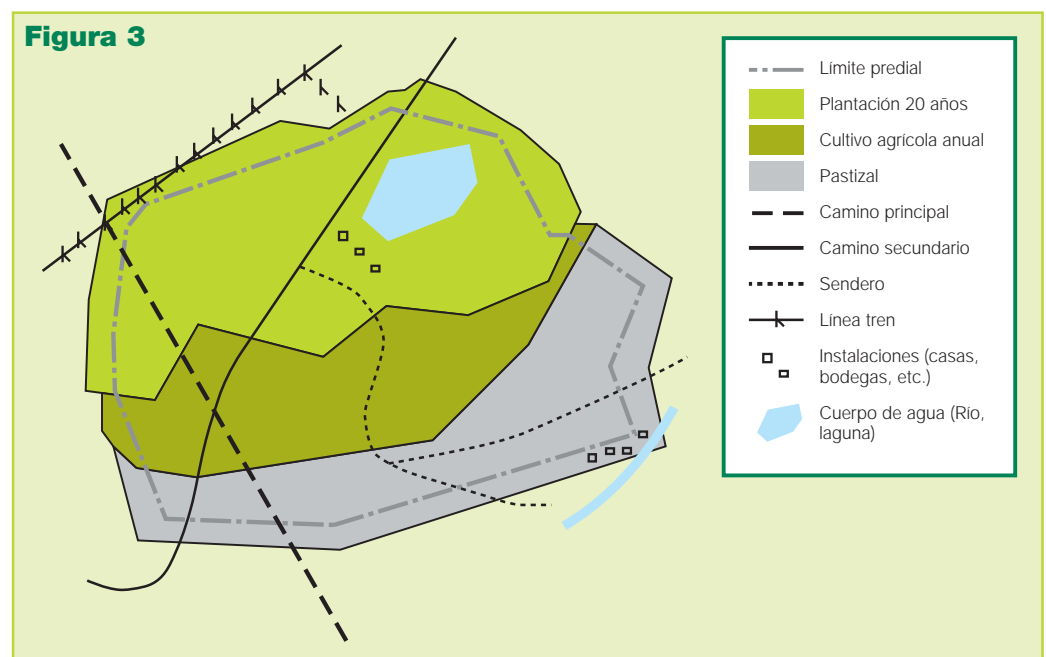 Figura 3
Límite predial
Plantación 20 años
Cultivo agrícola anual
Pastizal
Camino principal
Camino secundario
Sendero
Línea tren
Instalaciones (casas,
bodegas, etc.)
Cuerpo de agua (Río,
laguna)